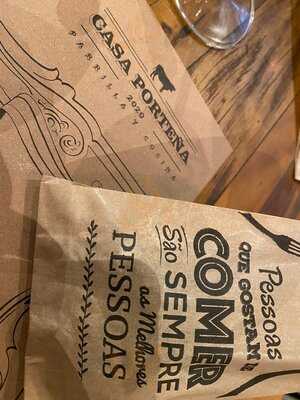 CASA PORTEÑA
2020
PARRILLA Y COCINA
Pessoas
QUE GOSTAM DE
COMER
São SEMPRE
as Melhores
PESSOAS